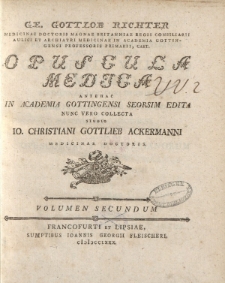 GE. GOTTLOB RICHTER
MEDICINAE DOCTORIS MAGNAE BRITANNIAE REGIS CONSILIARII
AULICI ET ARCHIATRI MEDICINAE IN ACADEMIA GOTTIN-
GENSI PROFESSORIS PRIMARII, CAET.
OPUSCULA
MEDICA
ANTEHAC
IN ACADEMIA GOTTINGENSI SEORSIM EDITA
NUNC VERO COLLECTA
STUDIO
IO. CHRISTIANI GOTTLIEB ACKERMANNI
MEDICINAE DOCTORIS.
VOLUMEN SECUNDUM
FRANCOFURTI ET LIPSIAE,
SUMPTIBUS IOANNIS GEORGII FLEISCHERI.